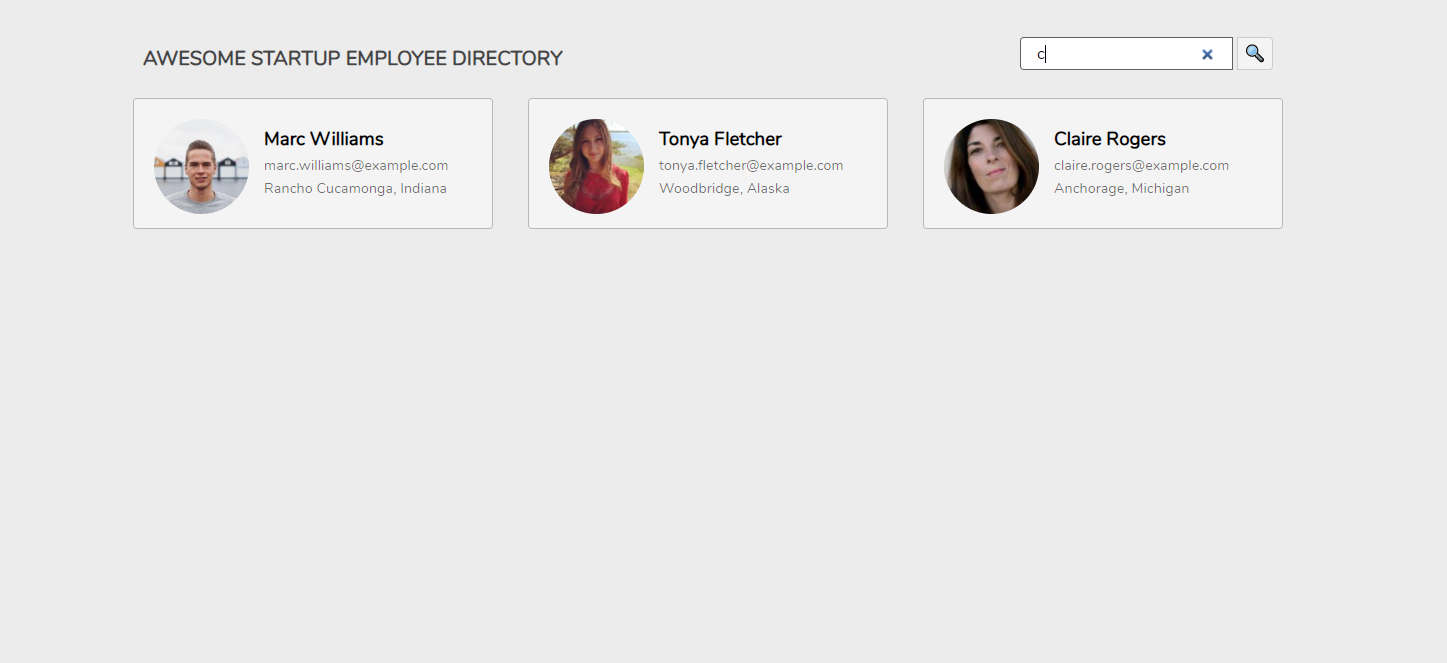 AWESOME STARTUP EMPLOYEE DIRECTORY
c
Marc Williams
marc.williams@example.com
Rancho Cucamonga, Indiana
Tonya Fletcher
tonya.fletcher@example.com
Woodbridge, Alaska
Claire Rogers
claire.rogers@example.com
Anchorage, Michigan